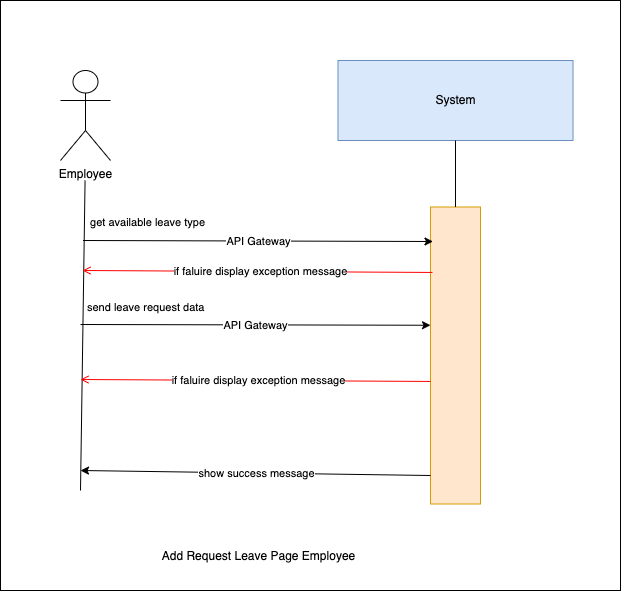 System
Employee
get available leave type
API Gateway
if faluire display exception message
send leave request data
API Gateway
if faluire display exception message
show success message
Add Request Leave Page Employee